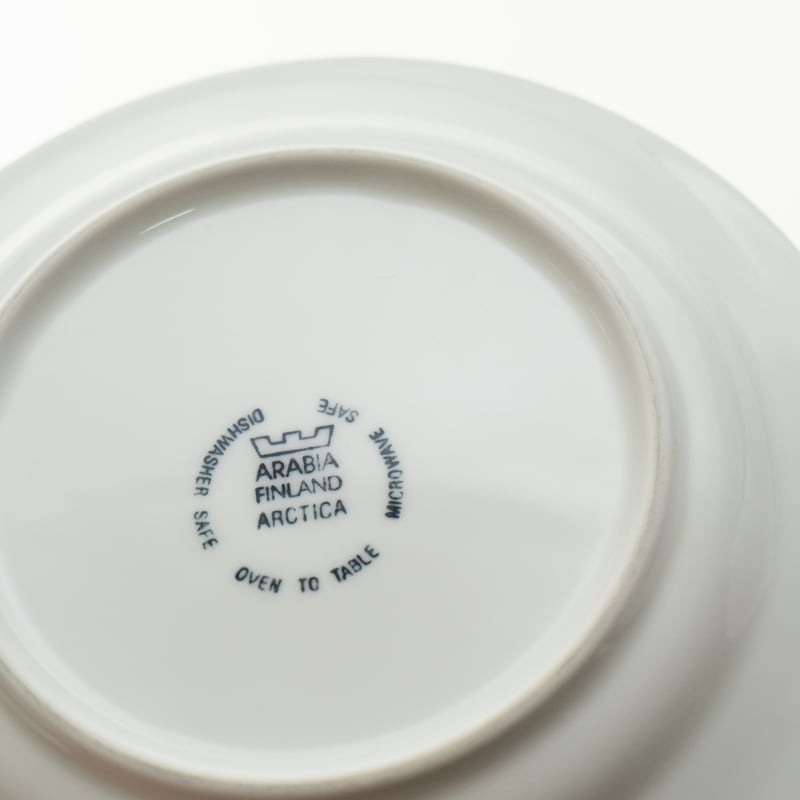 ARABIA
FINLAND
ARCTICA
DISHWASHER SAFE
OVEN TO TABLE
MICROWAVE SAFE